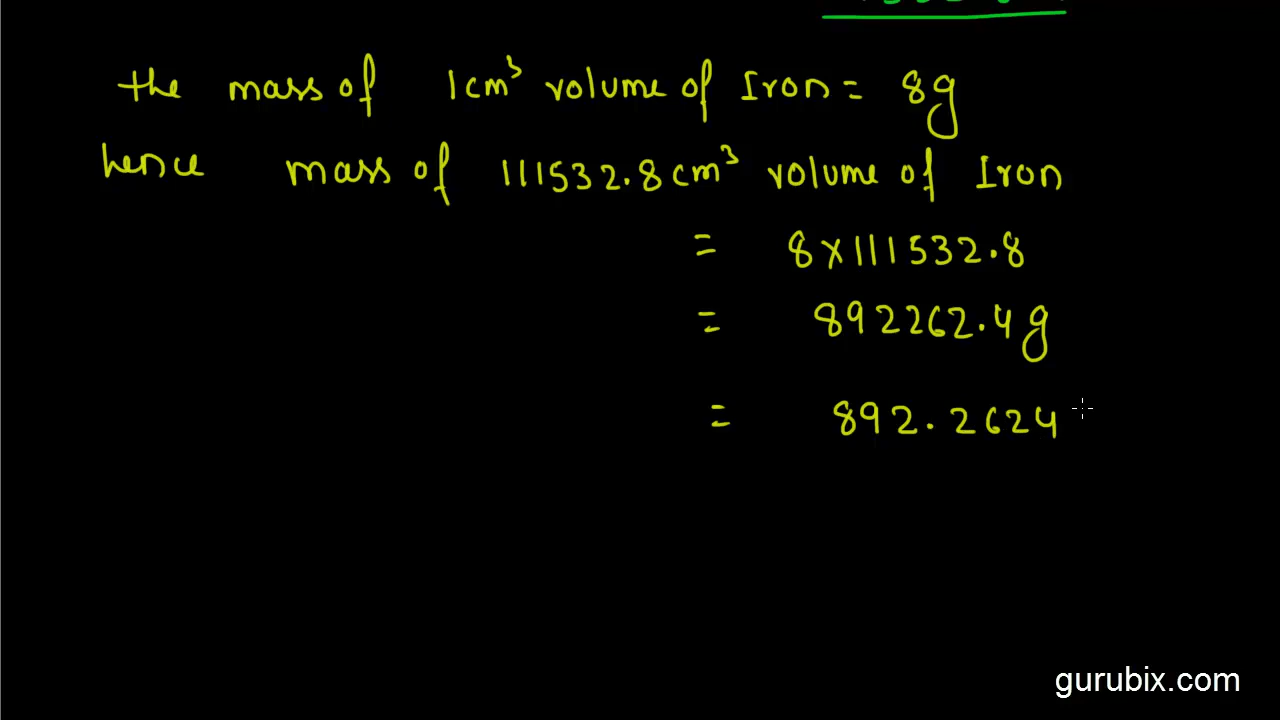 the mass of 1cm³ volume of Iron = 8g
hence mass of 111532.8cm³ volume of Iron
= 8×111532.8
= 892262.4g
= 892.2624
gurubix.com